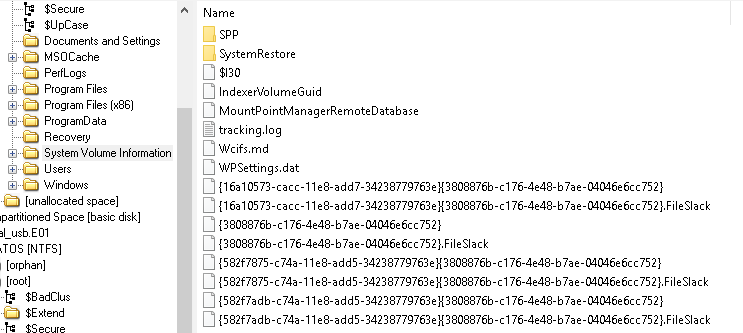 $Secure
$UpCase
Documents and Settings
MSOCache
PerfLogs
Program Files
Program Files (x86)
ProgramData
Recovery
System Volume Information
Users
Windows
[unallocated space]
npartitioned Space [basic disk]
al_usb.E01
ATOS [NTFS]
[orphan]
[root]
$BadClus
$Extend
$Secure
Name
SPP
SystemRestore
$I30
IndexerVolumeGuid
MountPointManagerRemoteDatabase
tracking.log
Wcifs.md
WPSettings.dat
{16a10573-cacc-11e8-add7-34238779763e}{3808876b-c176-4e48-b7ae-04046e6cc752}
{16a10573-cacc-11e8-add7-34238779763e}{3808876b-c176-4e48-b7ae-04046e6cc752}.FileSlack
{3808876b-c176-4e48-b7ae-04046e6cc752}
{3808876b-c176-4e48-b7ae-04046e6cc752}.FileSlack
{582f7875-c74a-11e8-add5-34238779763e}{3808876b-c176-4e48-b7ae-04046e6cc752}
{582f7875-c74a-11e8-add5-34238779763e}{3808876b-c176-4e48-b7ae-04046e6cc752}.FileSlack
{582f7adb-c74a-11e8-add5-34238779763e}{3808876b-c176-4e48-b7ae-04046e6cc752}
{582f7adb-c74a-11e8-add5-34238779763e}{3808876b-c176-4e48-b7ae-04046e6cc752}.FileSlack